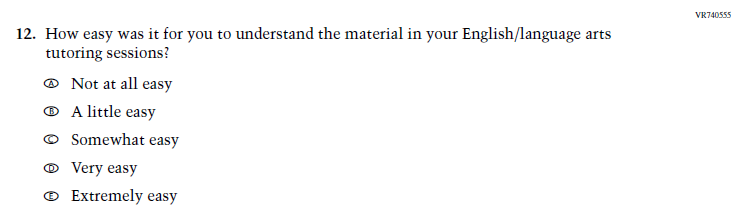 VR740555
12. How easy was it for you to understand the material in your English/language arts
tutoring sessions?
Ⓐ Not at all easy
Ⓑ A little easy
Ⓒ Somewhat easy
Ⓓ Very easy
Ⓔ Extremely easy